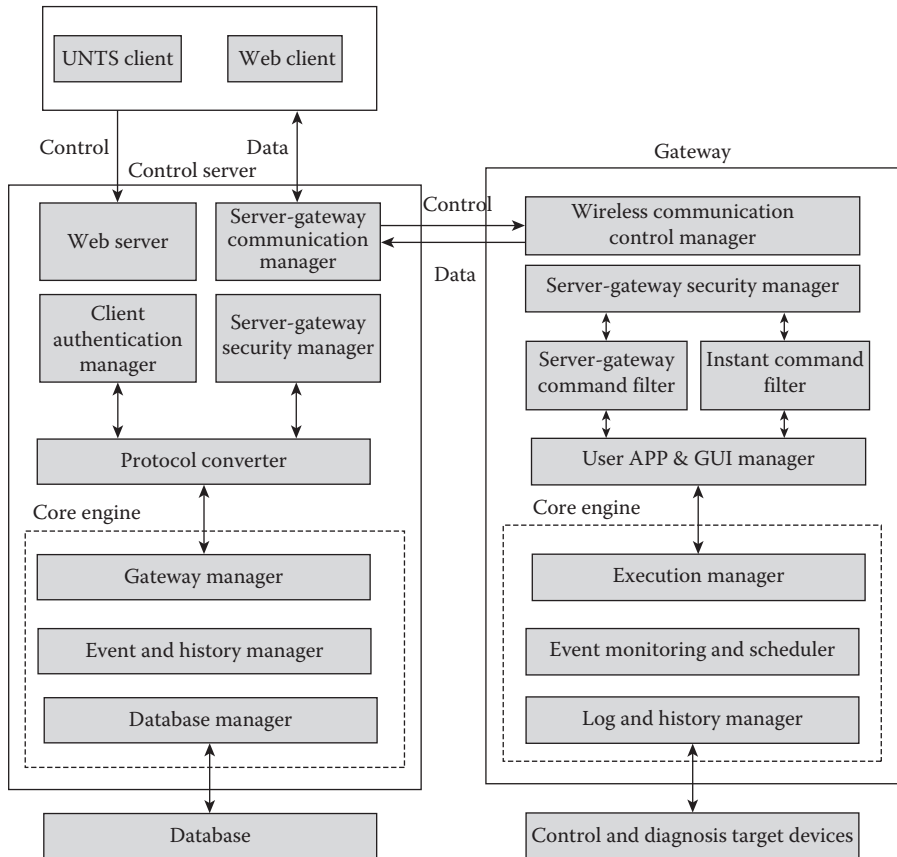 UNTS client
Web client
Control
Data
Control server
Web server
Server-gateway
communication
manager
Client
authentication
manager
Server-gateway
security manager
Protocol converter
Core engine
Gateway manager
Event and history manager
Database manager
Database
Control
Data
Gateway
Wireless communication
control manager
Server-gateway security manager
Server-gateway
command filter
Instant command
filter
User APP & GUI manager
Core engine
Execution manager
Event monitoring and scheduler
Log and history manager
Control and diagnosis target devices